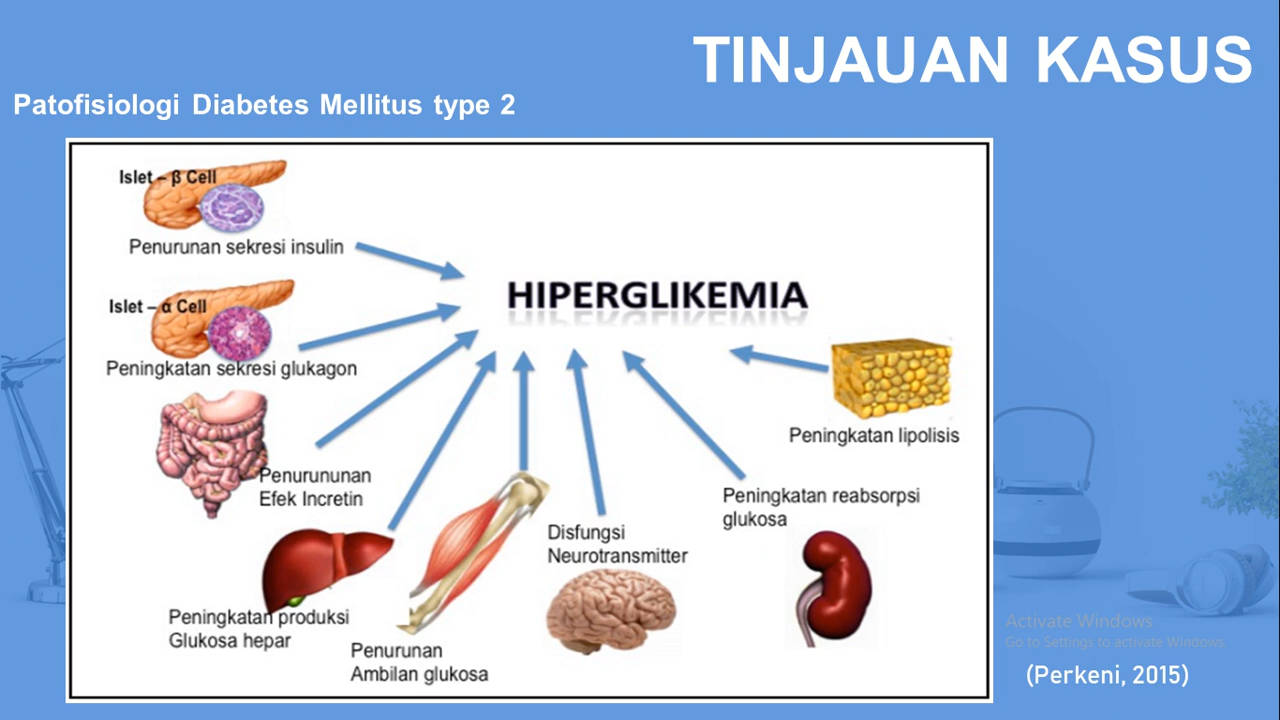 TINJAUAN KASUS
Patofisiologi Diabetes Mellitus type 2
Islet – β Cell
Penurunan sekresi insulin
HIPERGLIKEMIA
Islet – α Cell
Peningkatan sekresi glukagon
Peningkatan lipolisis
Penurununan
Efek Incretin
Peningkatan reabsorpsi
glukosa
Disfungsi
Neurotransmitter
Peningkatan produksi
Glukosa hepar
Penurunan
Ambilan glukosa
Activate Windows
Go to Settings to activate Windows.
(Perkeni, 2015)